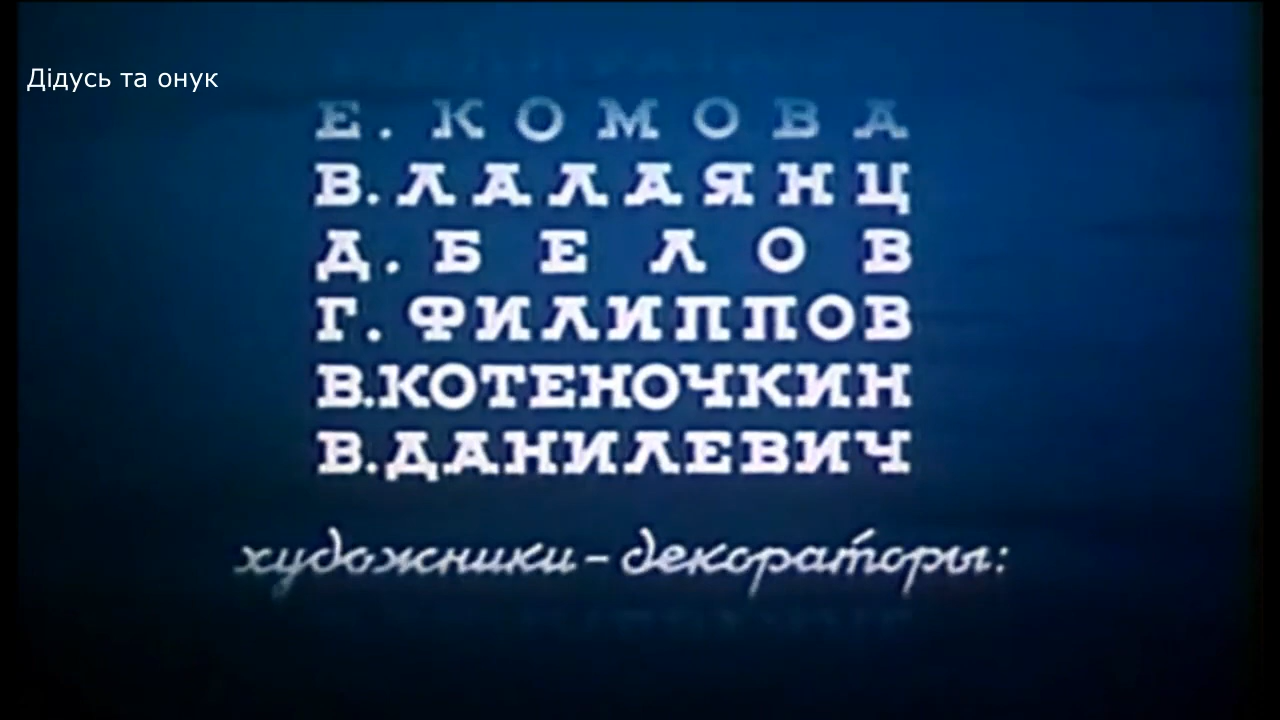 Дідусь та онук
Е. КОМОВА
В. ЛАЛАЯНЦ
Д. БЕЛОВ
Г. ФИЛИППОВ
В. КОТЕНОЧКИН
В. ДАНИЛЕВИЧ
художники – декораторы: